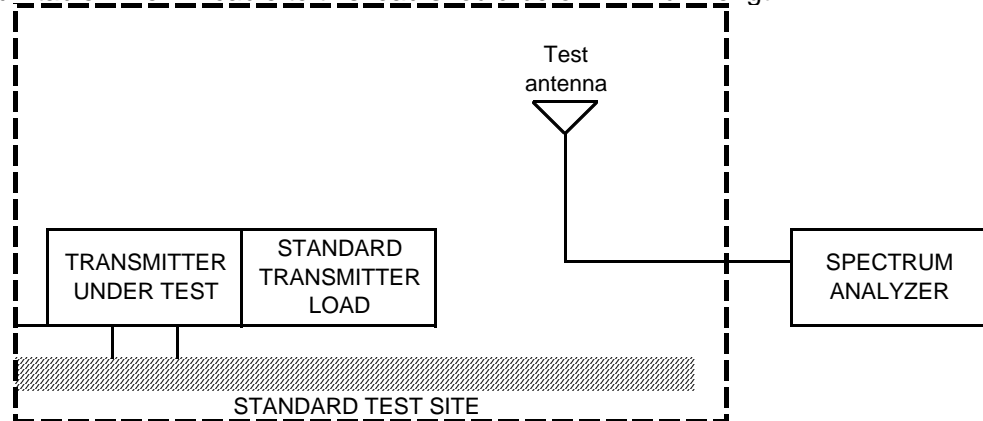 Test
antenna
TRANSMITTER
UNDER TEST
STANDARD
TRANSMITTER
LOAD
SPECTRUM
ANALYZER
STANDARD TEST SITE